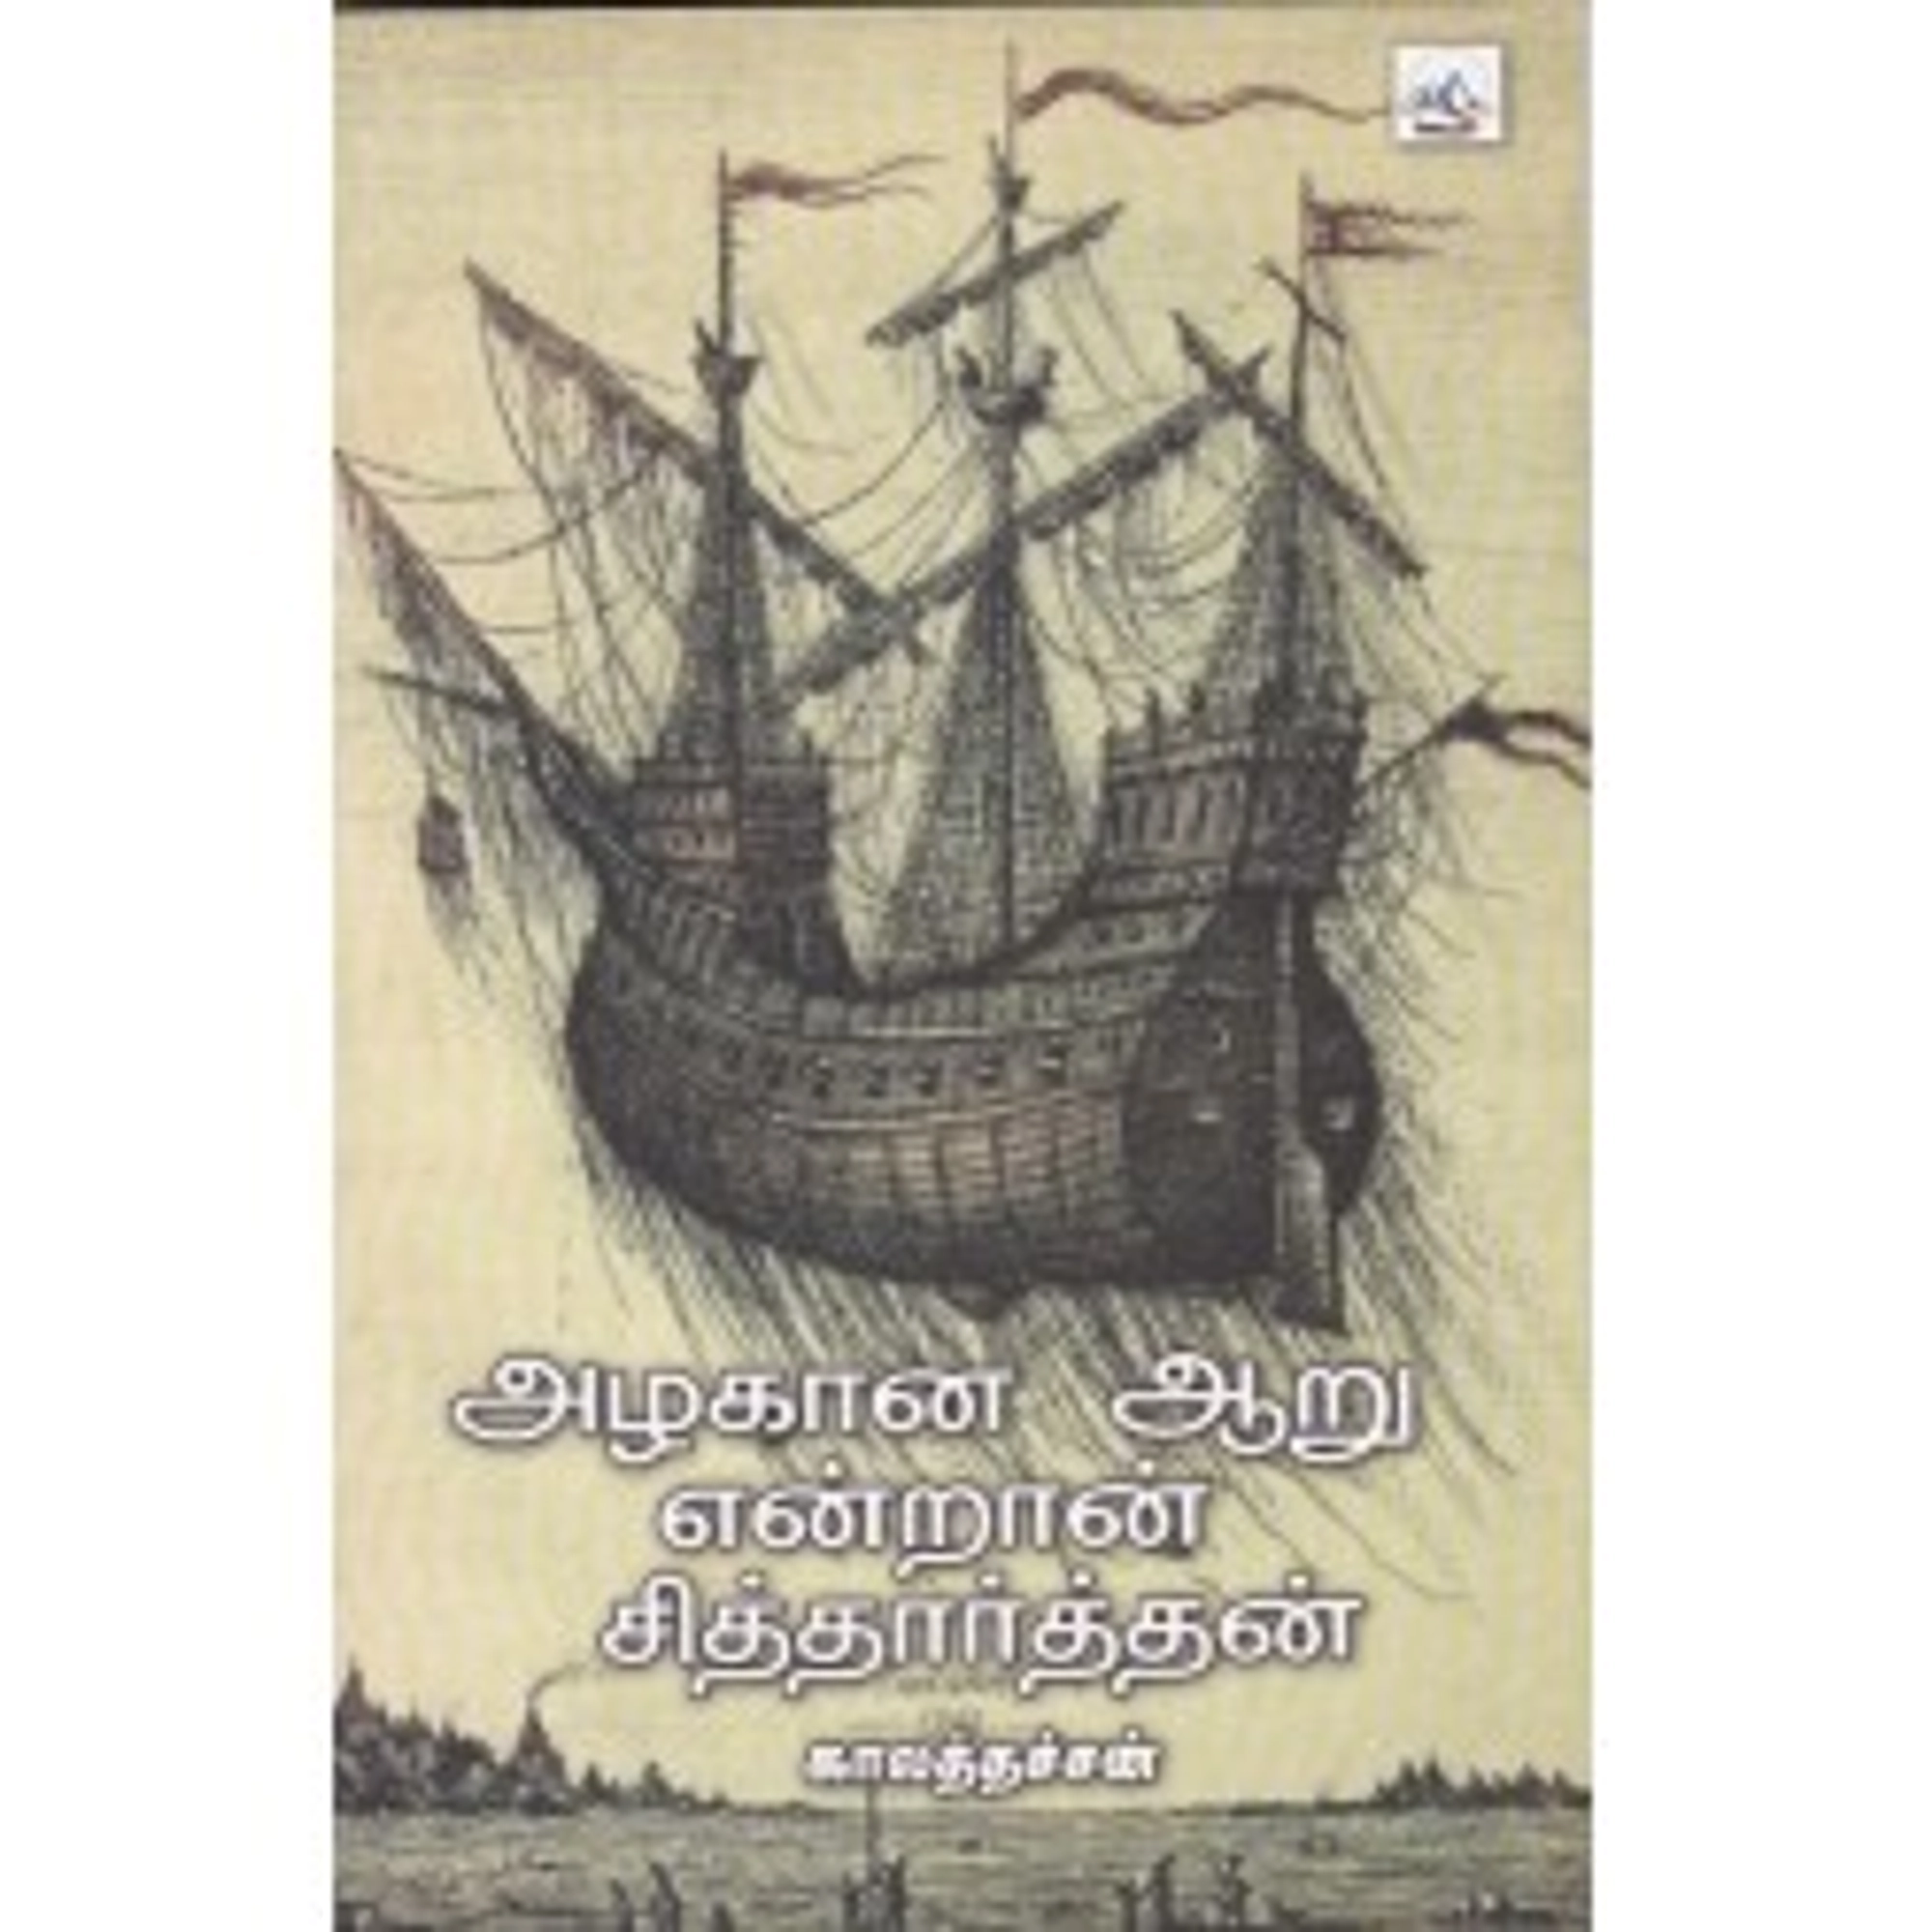 அழகான ஆறு
என்றான்
சித்தார்த்தன்
காலத்தச்சன்